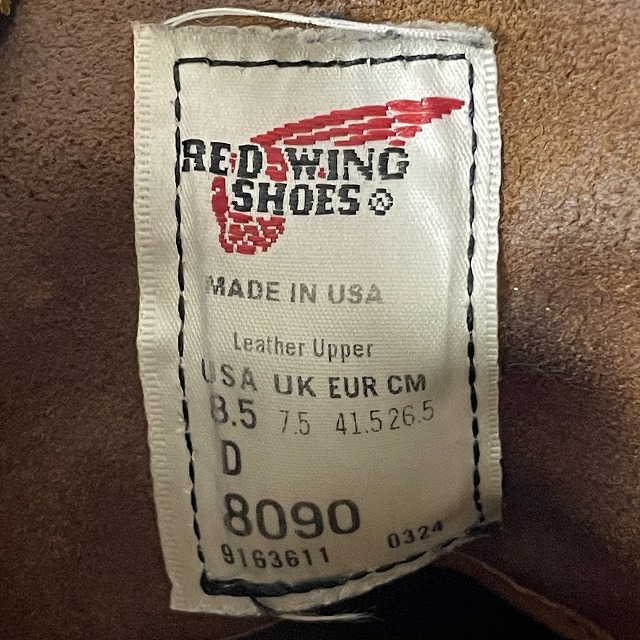 RED WING
SHOES ®
MADE IN USA
Leather Upper
USA UK EUR CM
8.5 7.5 41.5 26.5
D
8090
9163611 0324